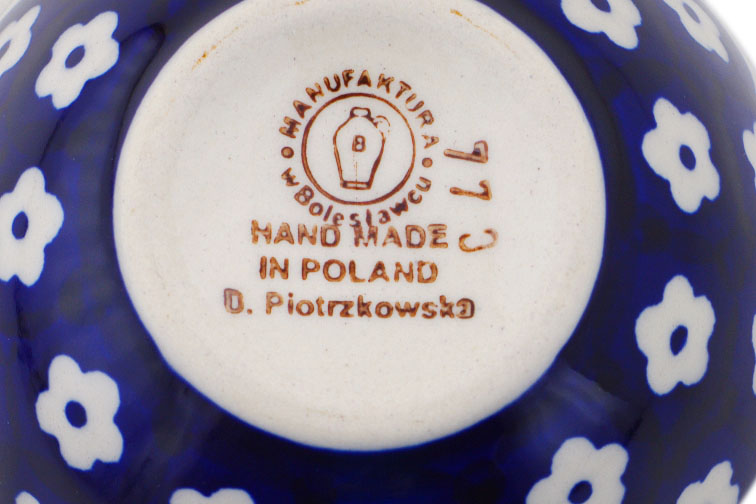 MANUFAKTURA
w Bolesławcu
B
HAND MADE
IN POLAND
D. Piotrzkowska